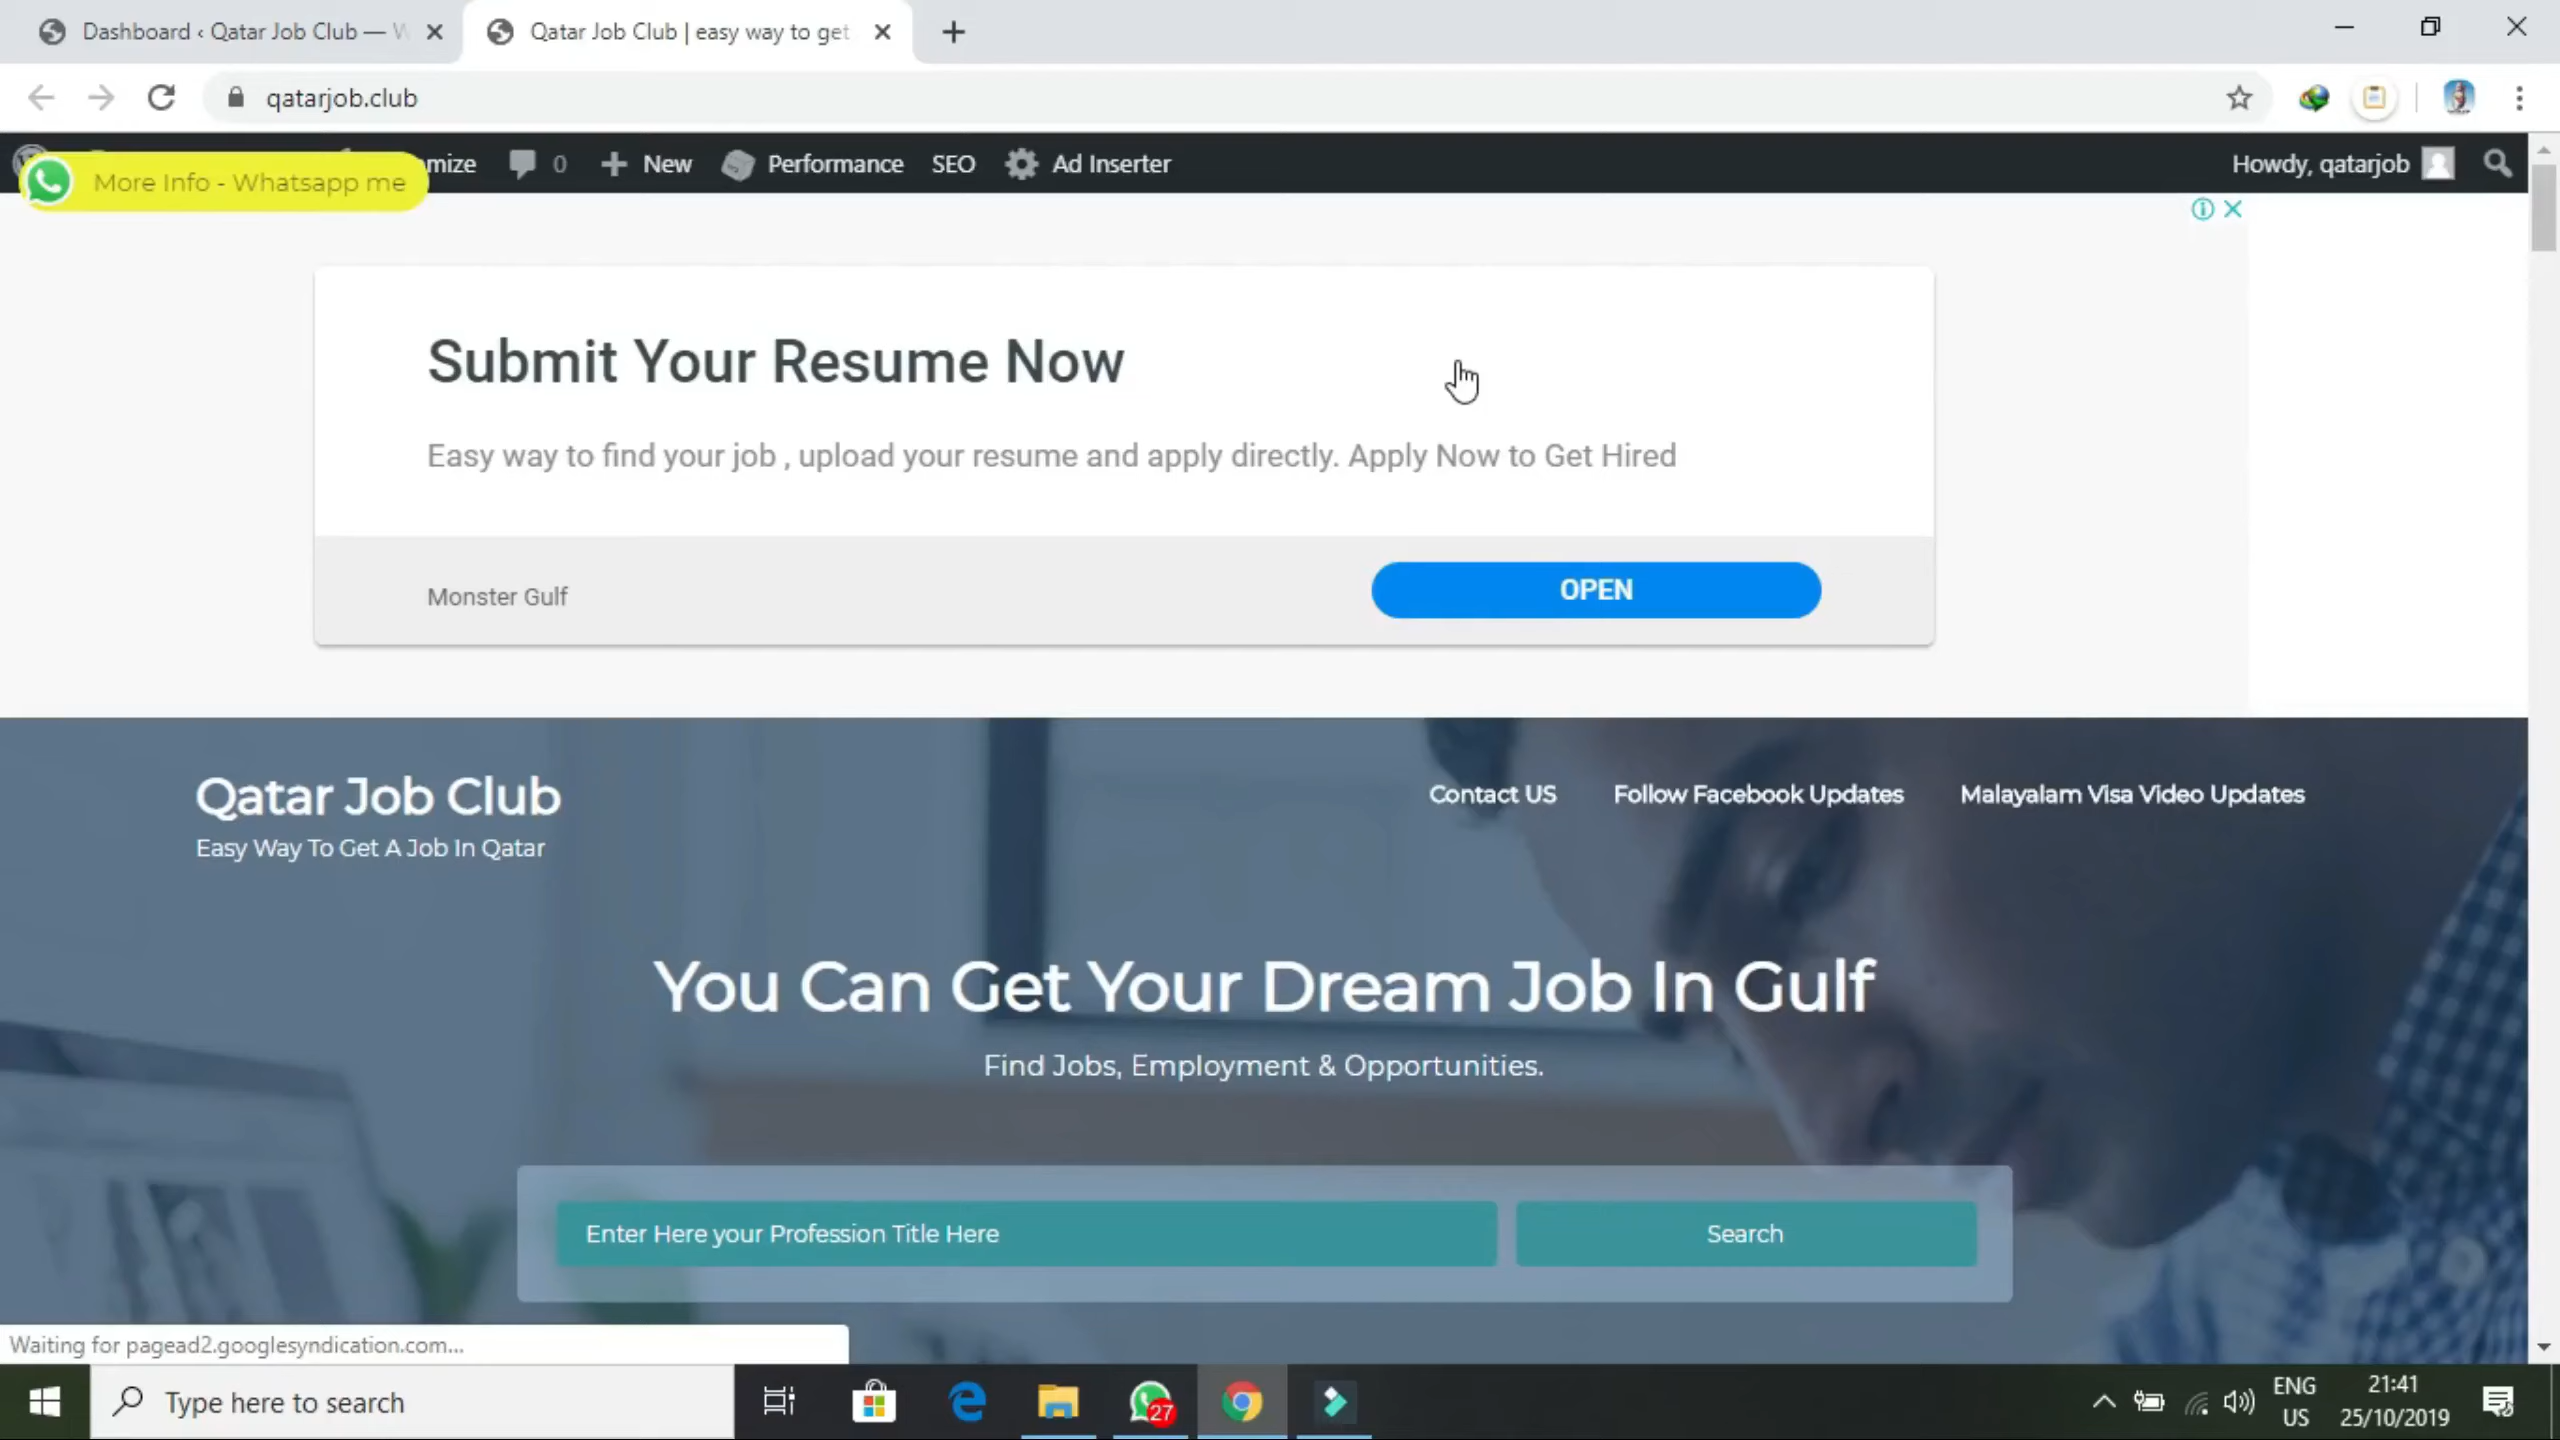 Dashboard ‹ Qatar Job Club — W
Qatar Job Club | easy way to get
qatarjob.club
mize
0
New
Performance
SEO
Ad Inserter
Howdy, qatarjob
More Info - Whatsapp me
Submit Your Resume Now
Easy way to find your job , upload your resume and apply directly. Apply Now to Get Hired
Monster Gulf
OPEN
Qatar Job Club
Easy Way To Get A Job In Qatar
Contact US
Follow Facebook Updates
Malayalam Visa Video Updates
You Can Get Your Dream Job In Gulf
Find Jobs, Employment & Opportunities.
Enter Here your Profession Title Here
Search
Waiting for pagead2.googlesyndication.com...
Type here to search
27
ENG
US
21:41
25/10/2019